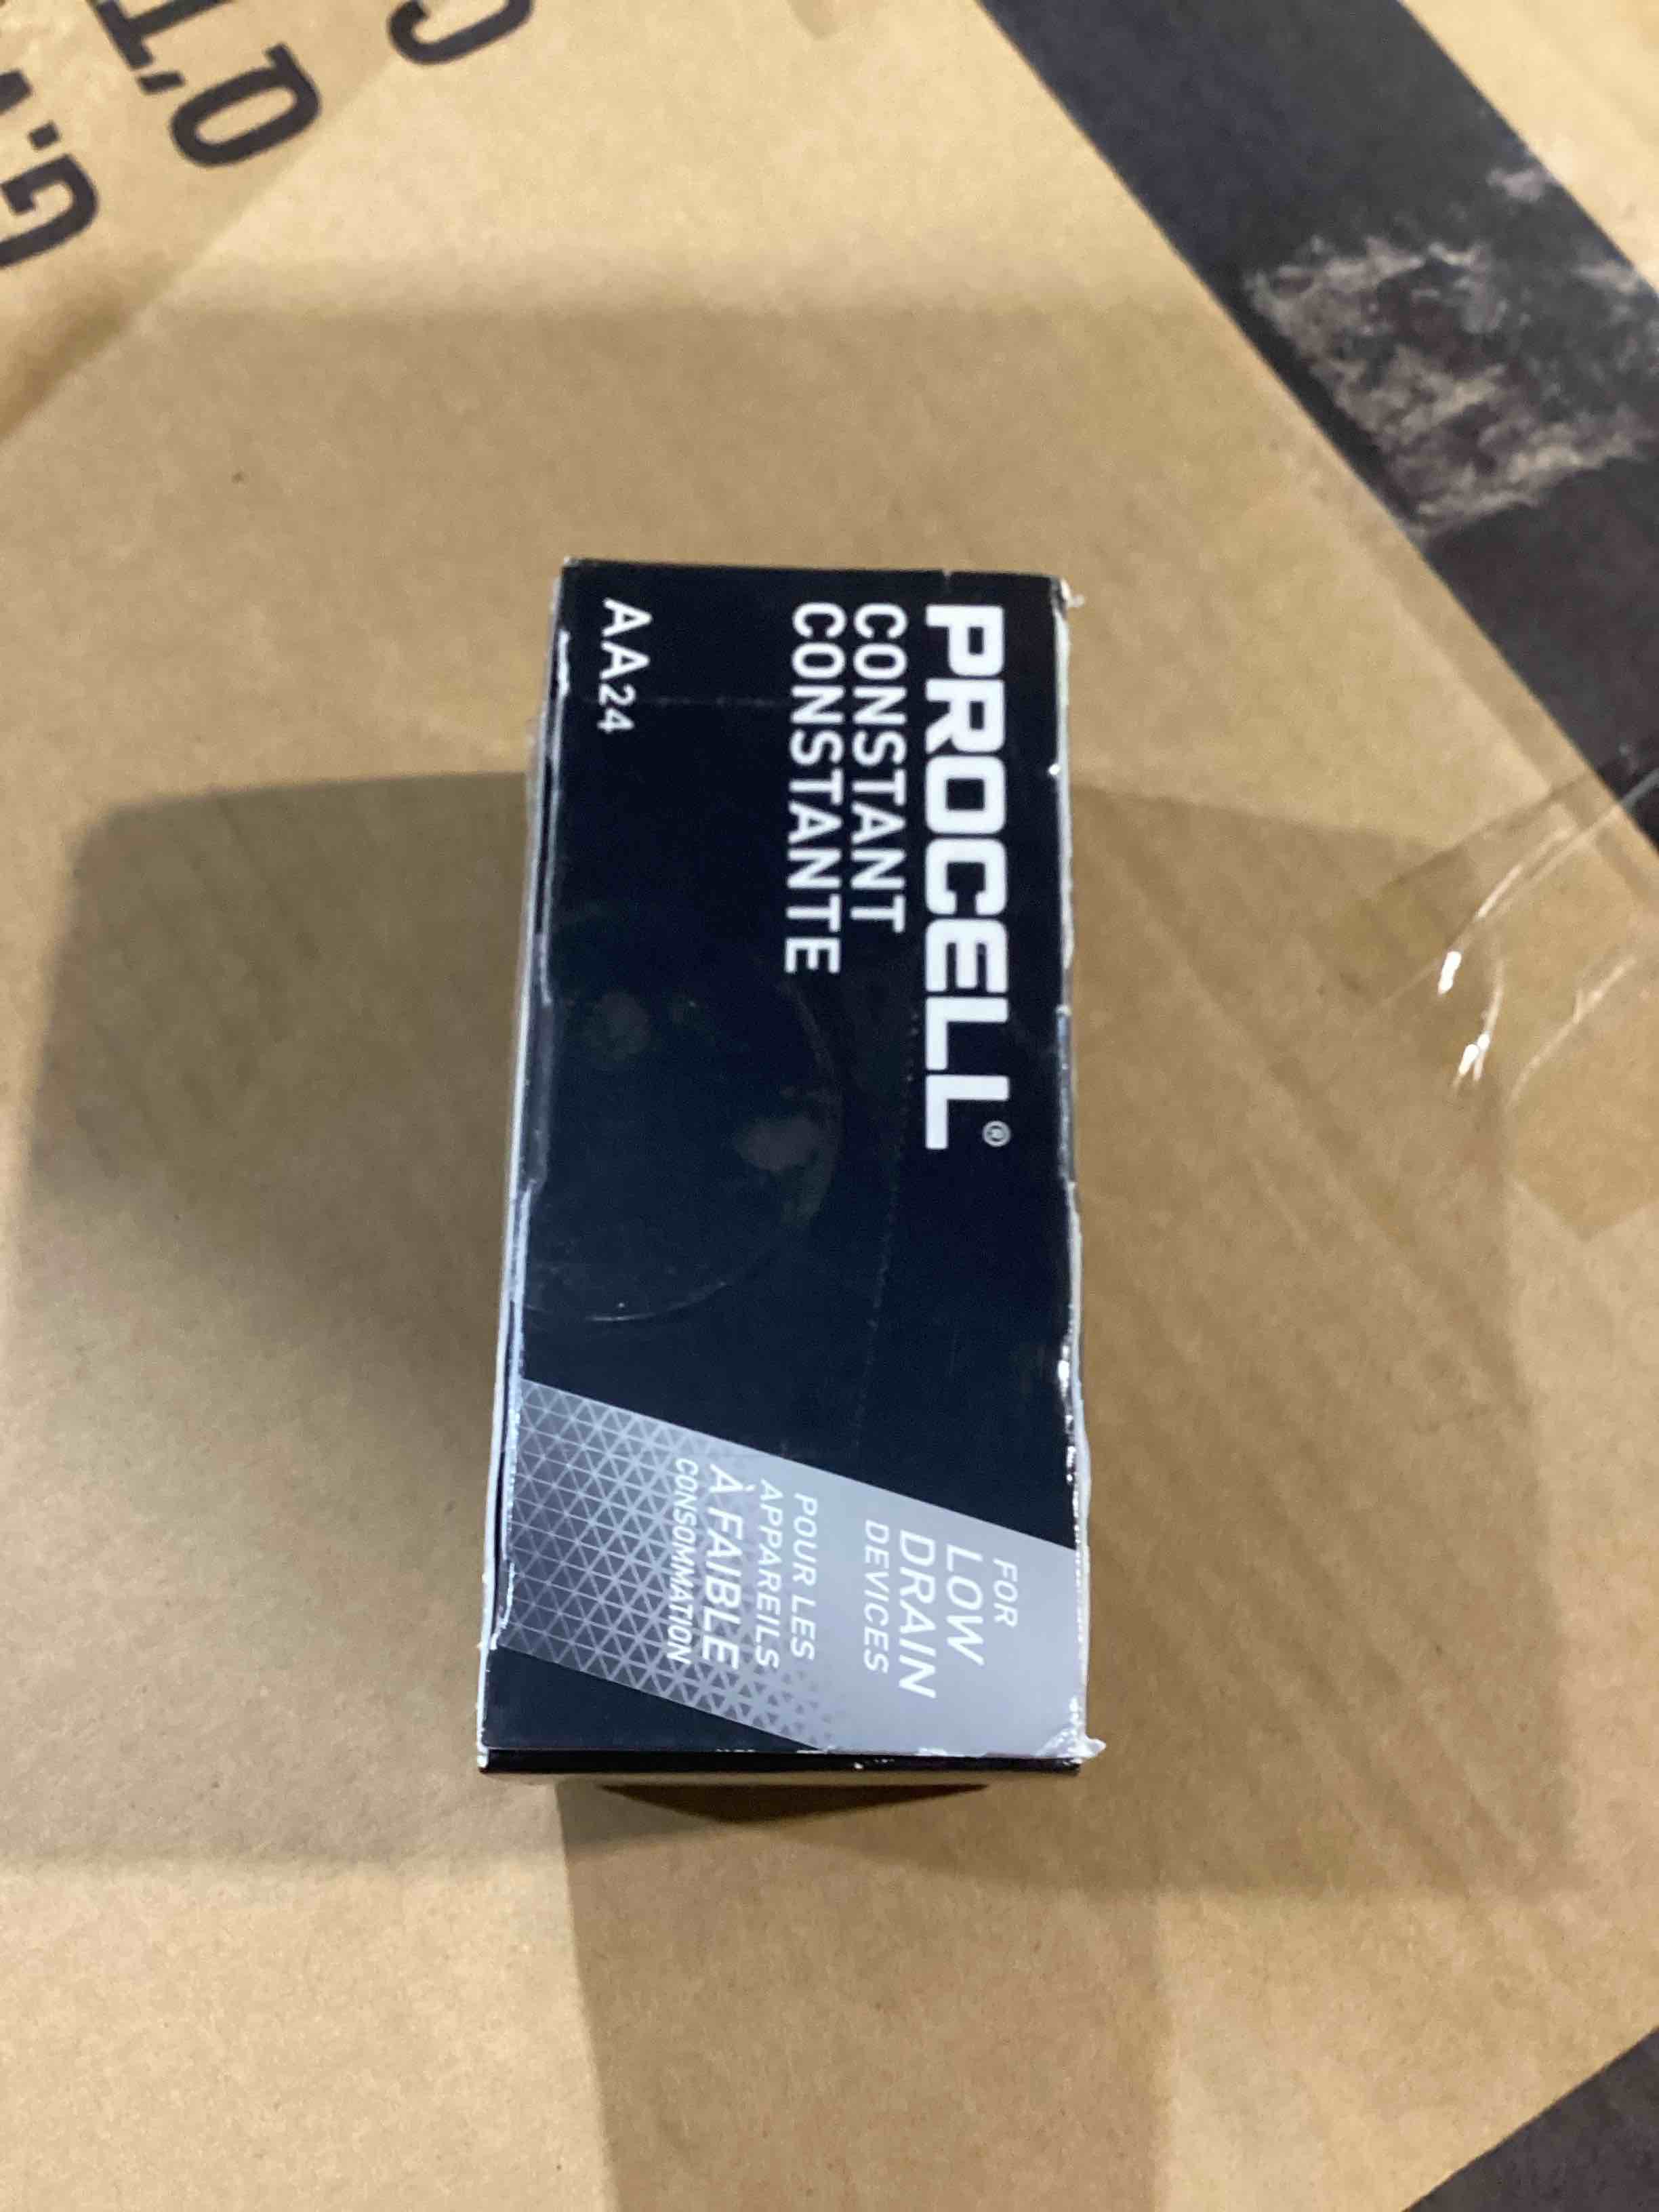 PROCELL®
CONSTANT
CONSTANTE
AA24
FOR
LOW
DRAIN
DEVICES
POUR LES
APPAREILS
À FAIBLE
CONSOMMATION
Q'T
G.W